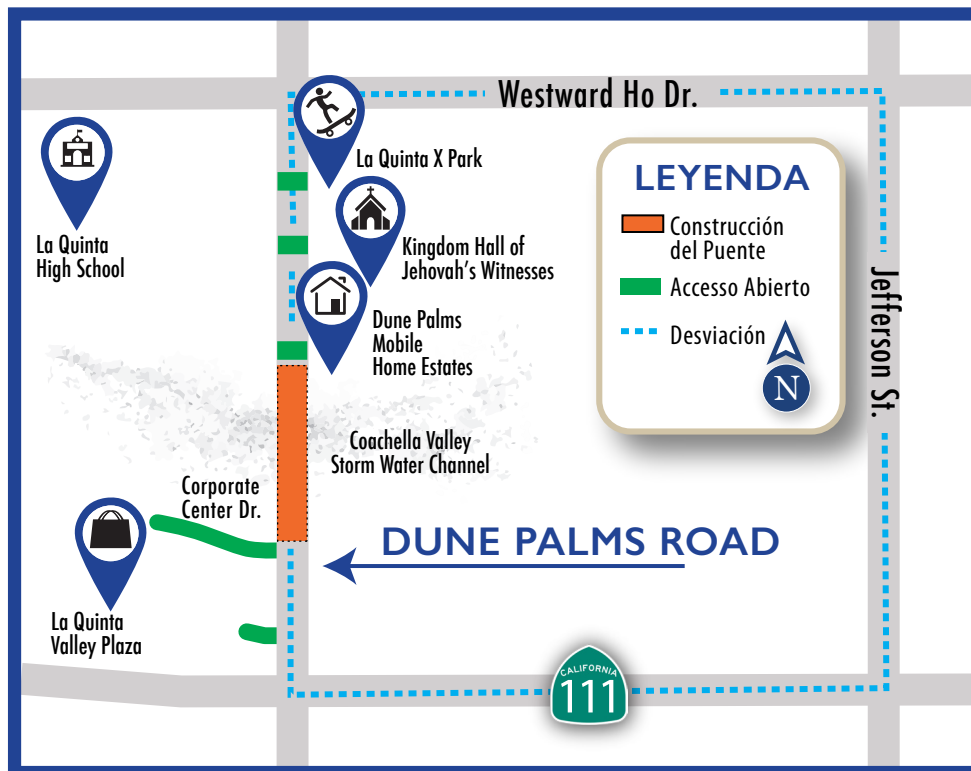 Westward Ho Dr.
La Quinta X Park
La Quinta
High School
Kingdom Hall of
Jehovah's Witnesses
Dune Palms
Mobile
Home Estates
LEYENDA
Construcción
del Puente
Accesso Abierto
Desviación
N
Jefferson St.
Coachella Valley
Storm Water Channel
Corporate
Center Dr.
DUNE PALMS ROAD
La Quinta
Valley Plaza
CALIFORNIA
111